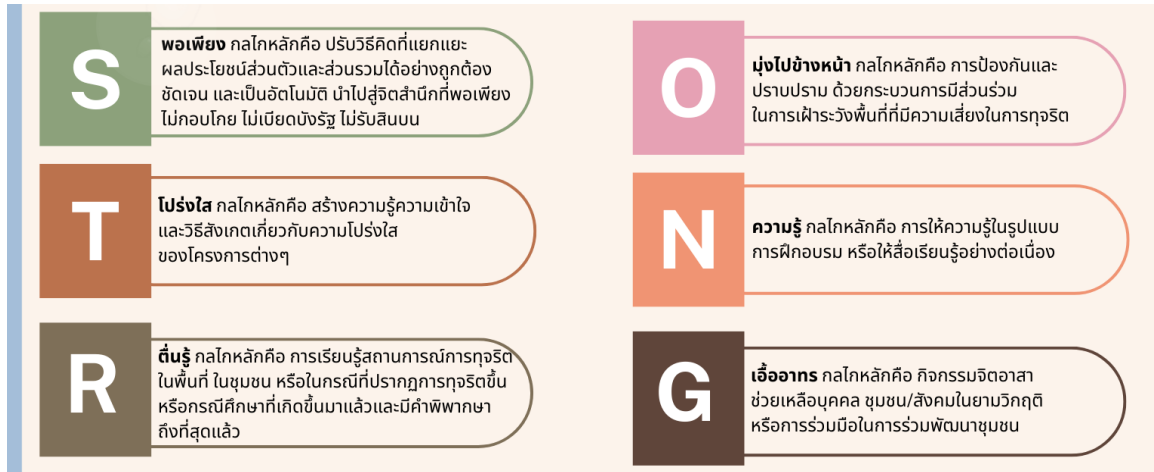 S
พอเพียง กลไกหลักคือ ปรับวิธีคิดที่แยกแยะ
ผลประโยชน์ส่วนตัวและส่วนรวมได้อย่างถูกต้อง
ชัดเจน และเป็นอัตโนมัติ นำไปสู่จิตสำนึกที่พอเพียง
ไม่กอบโกย ไม่เบียดบังรัฐ ไม่รับสินบน
T
โปร่งใส กลไกหลักคือ สร้างความรู้ความเข้าใจ
และวิธีสังเกตเกี่ยวกับความโปร่งใส
ของโครงการต่างๆ
R
ตื่นรู้ กลไกหลักคือ การเรียนรู้สถานการณ์การทุจริต
ในพื้นที่ ในชุมชน หรือในกรณีที่ปรากฏการทุจริตขึ้น
หรือกรณีศึกษาที่เกิดขึ้นมาแล้วและมีคำพิพากษา
ถึงที่สุดแล้ว
O
มุ่งไปข้างหน้า กลไกหลักคือ การป้องกันและ
ปราบปราม ด้วยกระบวนการมีส่วนร่วม
ในการเฝ้าระวังพื้นที่ที่มีความเสี่ยงในการทุจริต
N
ความรู้ กลไกหลักคือ การให้ความรู้ในรูปแบบ
การฝึกอบรม หรือให้สื่อเรียนรู้อย่างต่อเนื่อง
G
เอื้ออาทร กลไกหลักคือ กิจกรรมจิตอาสา
ช่วยเหลือบุคคล ชุมชน/สังคมในยามวิกฤติ
หรือการร่วมมือในการร่วมพัฒนาชุมชน